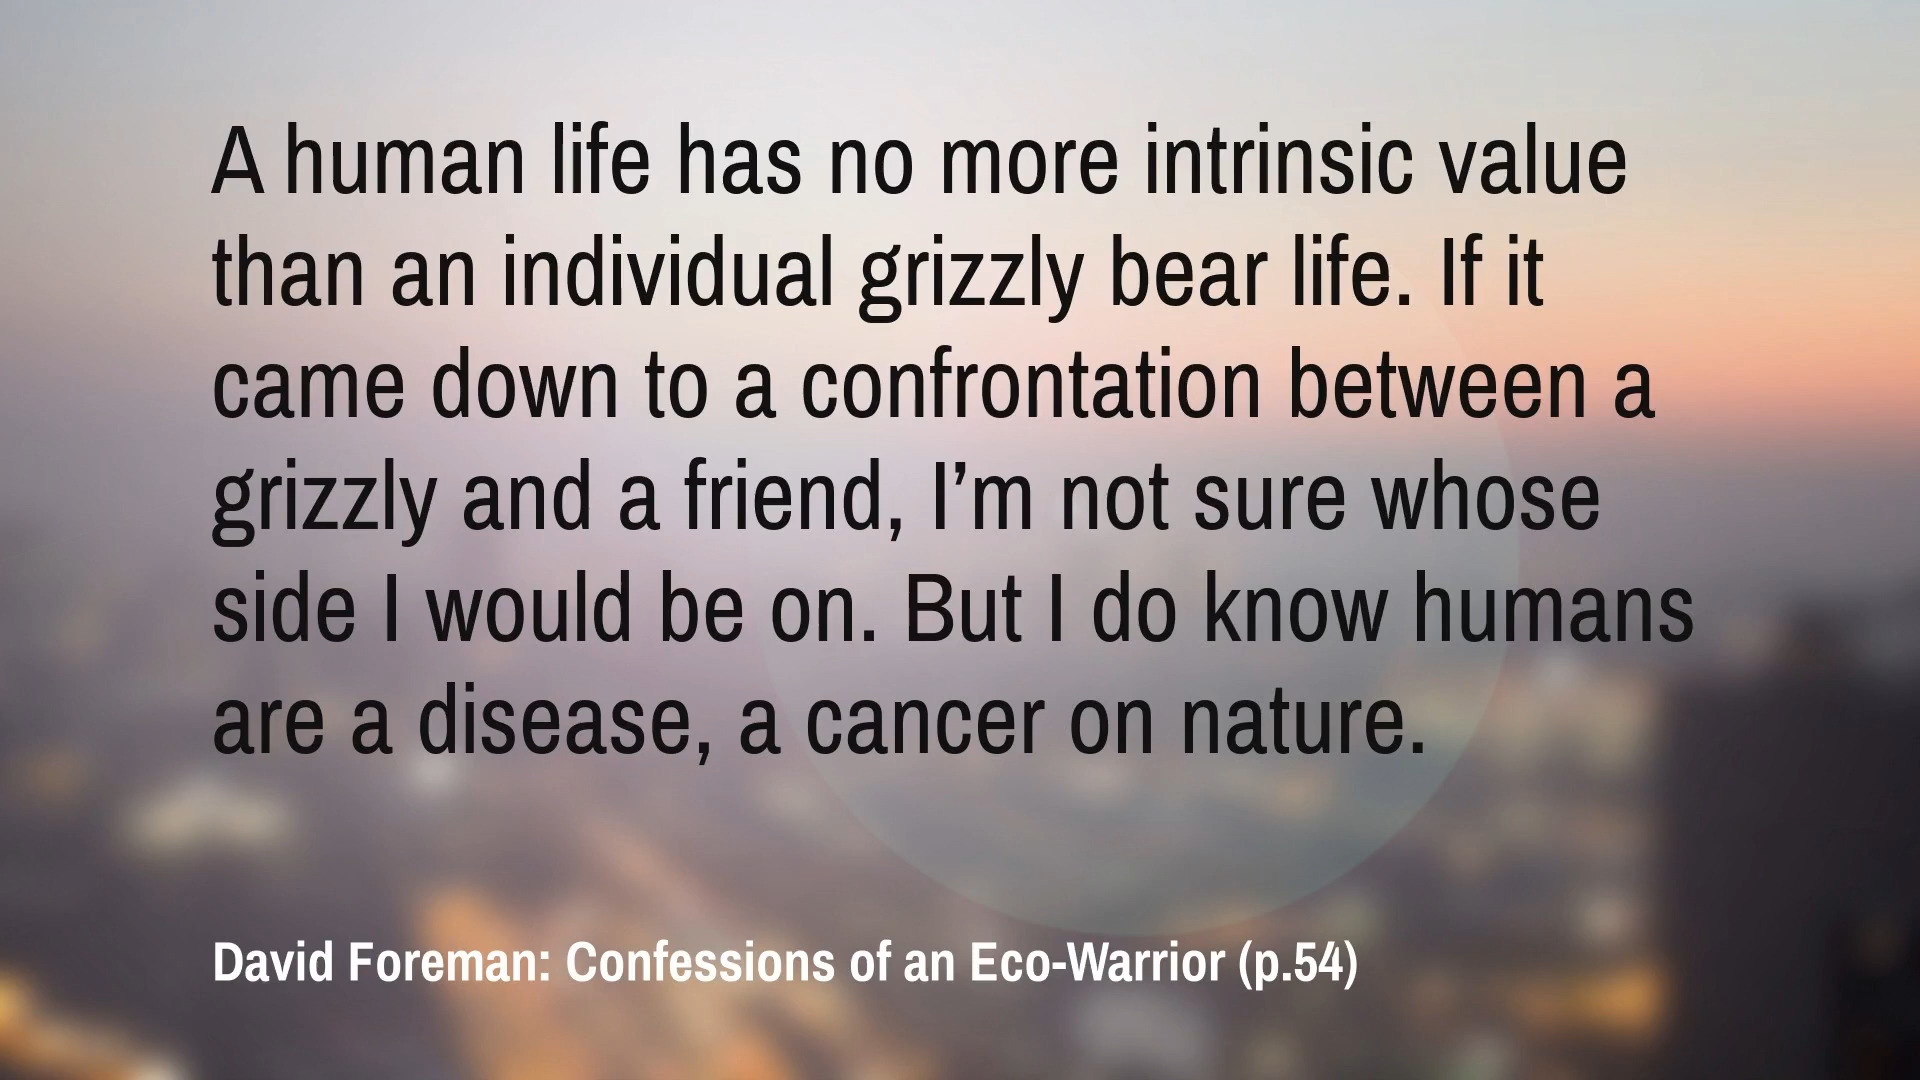 A human life has no more intrinsic value
than an individual grizzly bear life. If it
came down to a confrontation between a
grizzly and a friend, I’m not sure whose
side I would be on. But I do know humans
are a disease, a cancer on nature.
David Foreman: Confessions of an Eco-Warrior (p.54)